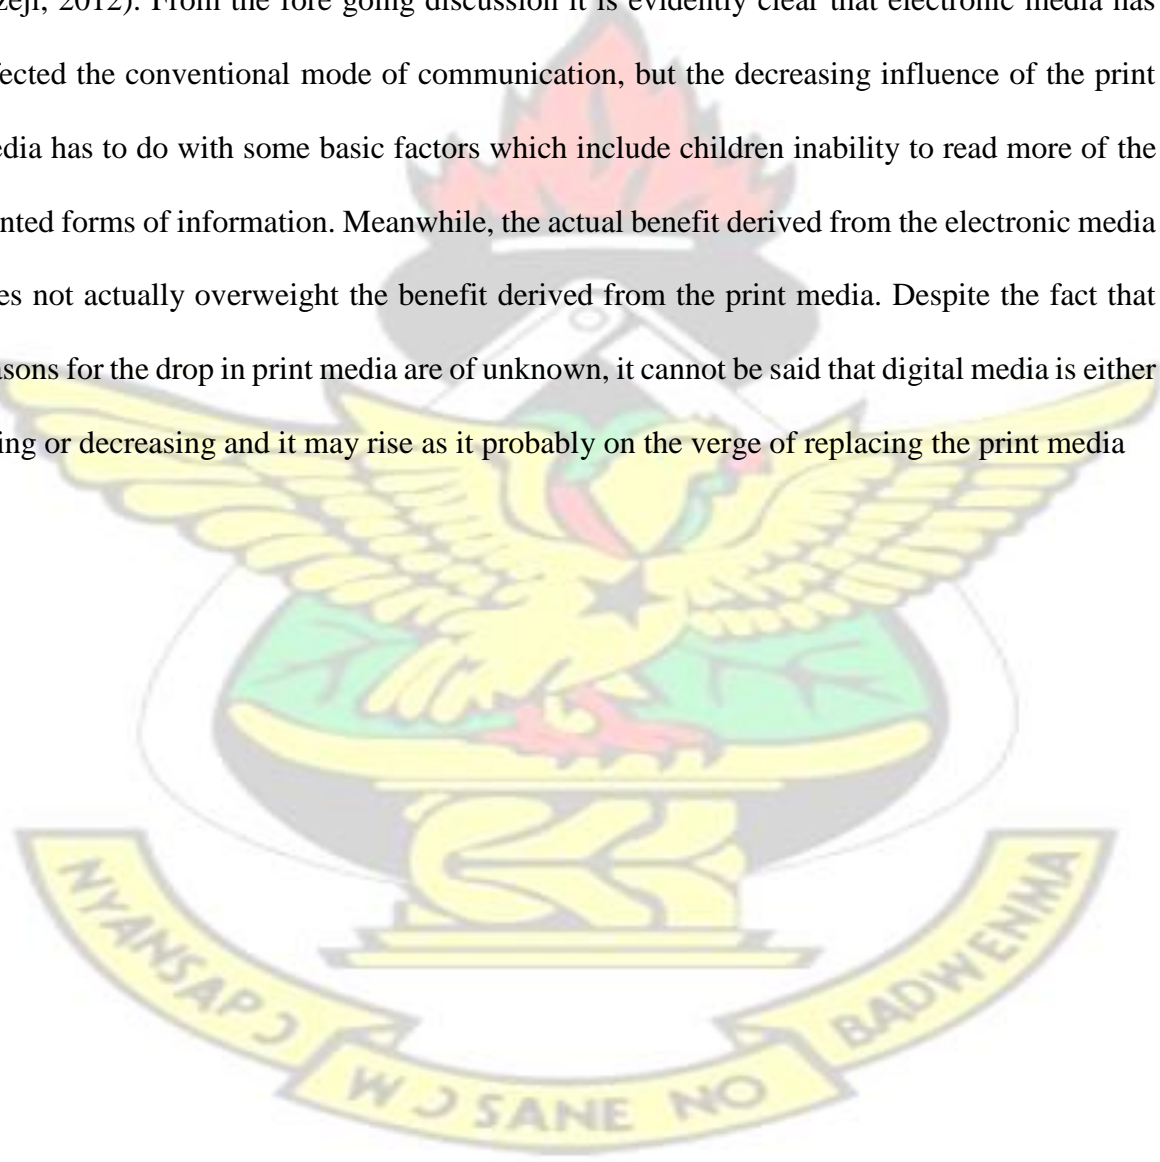 zeji, 2012). From the fore going discussion it is evidently clear that electronic media has
fected the conventional mode of communication, but the decreasing influence of the print
edia has to do with some basic factors which include children inability to read more of the
nted forms of information. Meanwhile, the actual benefit derived from the electronic media
es not actually overweight the benefit derived from the print media. Despite the fact that
asons for the drop in print media are of unknown, it cannot be said that digital media is either
ing or decreasing and it may rise as it probably on the verge of replacing the print media
NYANSAPƆ
WƆSANE NO
BADWENMA